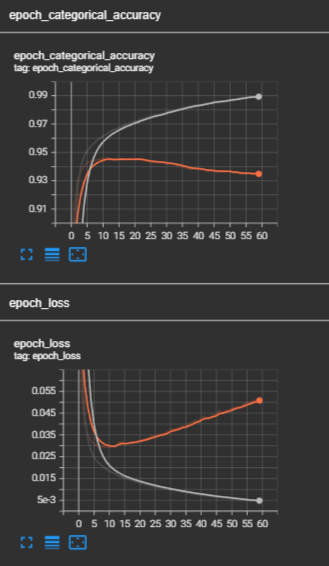 epoch_categorical_accuracy
epoch_categorical_accuracy
tag: epoch_categorical_accuracy
0.99
0.97
0.95
0.93
0.91
0 5 10 15 20 25 30 35 40 45 50 55 60
epoch_loss
epoch_loss
tag: epoch_loss
0.055
0.045
0.035
0.025
0.015
5e-3
0 5 10 15 20 25 30 35 40 45 50 55 60